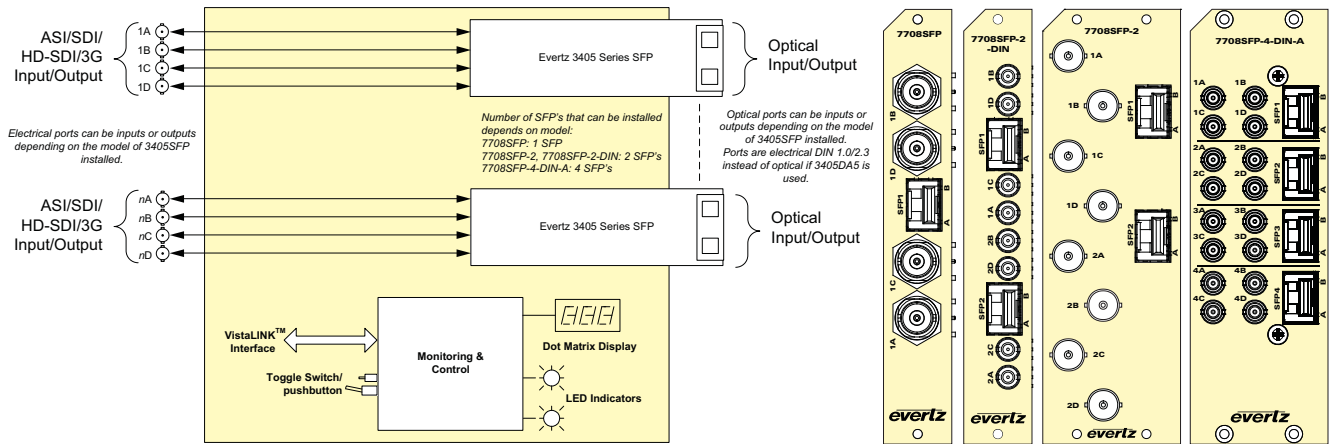 ASI/SDI/
HD-SDI/3G
Input/Output
1A
1B
1C
1D
Evertz 3405 Series SFP
Optical
Input/Output
Electrical ports can be inputs or outputs
depending on the model of 3405SFP
installed.
Number of SFP's that can be installed
depends on model:
7708SFP: 1 SFP
7708SFP-2, 7708SFP-2-DIN: 2 SFP's
7708SFP-4-DIN-A: 4 SFP's
Optical ports can be inputs or
outputs depending on the model
of 3405SFP installed.
Ports are electrical DIN 1.0/2.3
instead of optical if 3405DA5 is
used.
ASI/SDI/
HD-SDI/3G
Input/Output
nA
nB
nC
nD
Evertz 3405 Series SFP
Optical
Input/Output
VistaLINK™
Interface
Toggle Switch/
pushbutton
Monitoring &
Control
Dot Matrix Display
LED Indicators
7708SFP
1B
1D
SFP1
B
A
1C
1A
evertz
7708SFP-2
-DIN
1B
1D
SFP1
B
A
1C
1A
2B
2D
SFP2
B
A
2C
2A
evertz
7708SFP-2
1A
1B
SFP1
B
A
1C
1D
SFP2
B
A
2A
2B
2C
2D
evertz
7708SFP-4-DIN-A
1A
1B
1C
1D
SFP1
B
A
2A
2B
2C
2D
SFP2
B
A
3A
3B
3C
3D
SFP3
B
A
4A
4B
4C
4D
SFP4
B
A
evertz